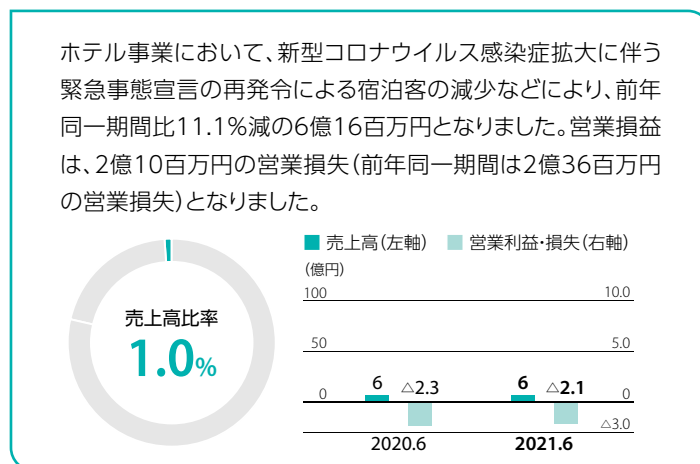 ホテル事業において、新型コロナウイルス感染症拡大に伴う
緊急事態宣言の再発令による宿泊客の減少などにより、前年
同一期間比11.1%減の6億16百万円となりました。営業損益
は、2億10百万円の営業損失(前年同一期間は2億36百万円
の営業損失)となりました。
売上高比率
1.0%
売上高(左軸) 営業利益・損失(右軸)
(億円)
100 10.0
50 5.0
0 6 △2.3 6 △2.1 0
△3.0
2020.6 2021.6